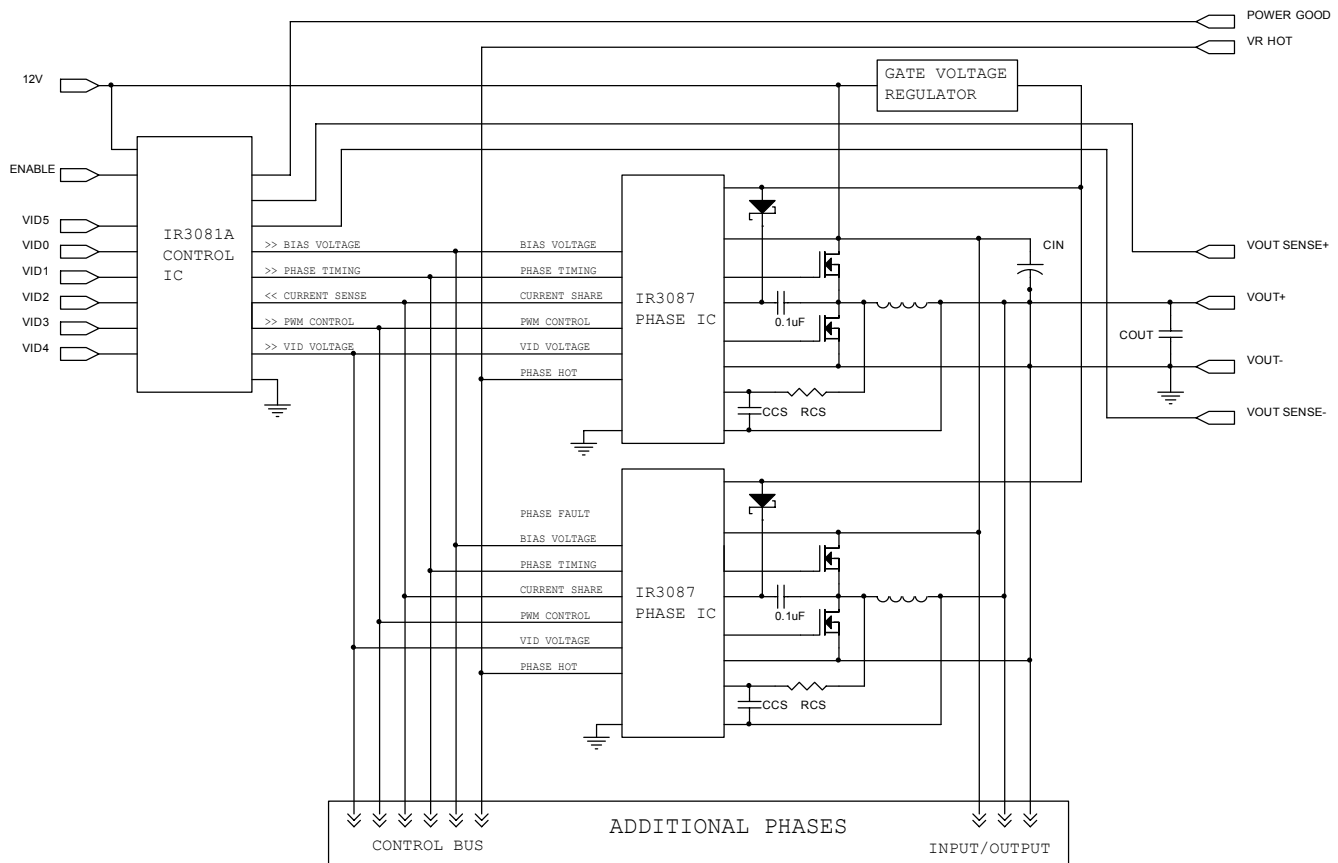 POWER GOOD
VR HOT
12V
GATE VOLTAGE
REGULATOR
ENABLE
VID5
VID0
VID1
VID2
VID3
VID4
IR3081A
CONTROL
IC
>> BIAS VOLTAGE
>> PHASE TIMING
<< CURRENT SENSE
>> PWM CONTROL
>> VID VOLTAGE
BIAS VOLTAGE
PHASE TIMING
CURRENT SHARE
PWM CONTROL
VID VOLTAGE
PHASE HOT
IR3087
PHASE IC
0.1uF
CCS
RCS
CIN
COUT
VOUT SENSE+
VOUT+
VOUT-
VOUT SENSE-
PHASE FAULT
BIAS VOLTAGE
PHASE TIMING
CURRENT SHARE
PWM CONTROL
VID VOLTAGE
PHASE HOT
IR3087
PHASE IC
0.1uF
CCS
RCS
ADDITIONAL PHASES
CONTROL BUS
INPUT/OUTPUT